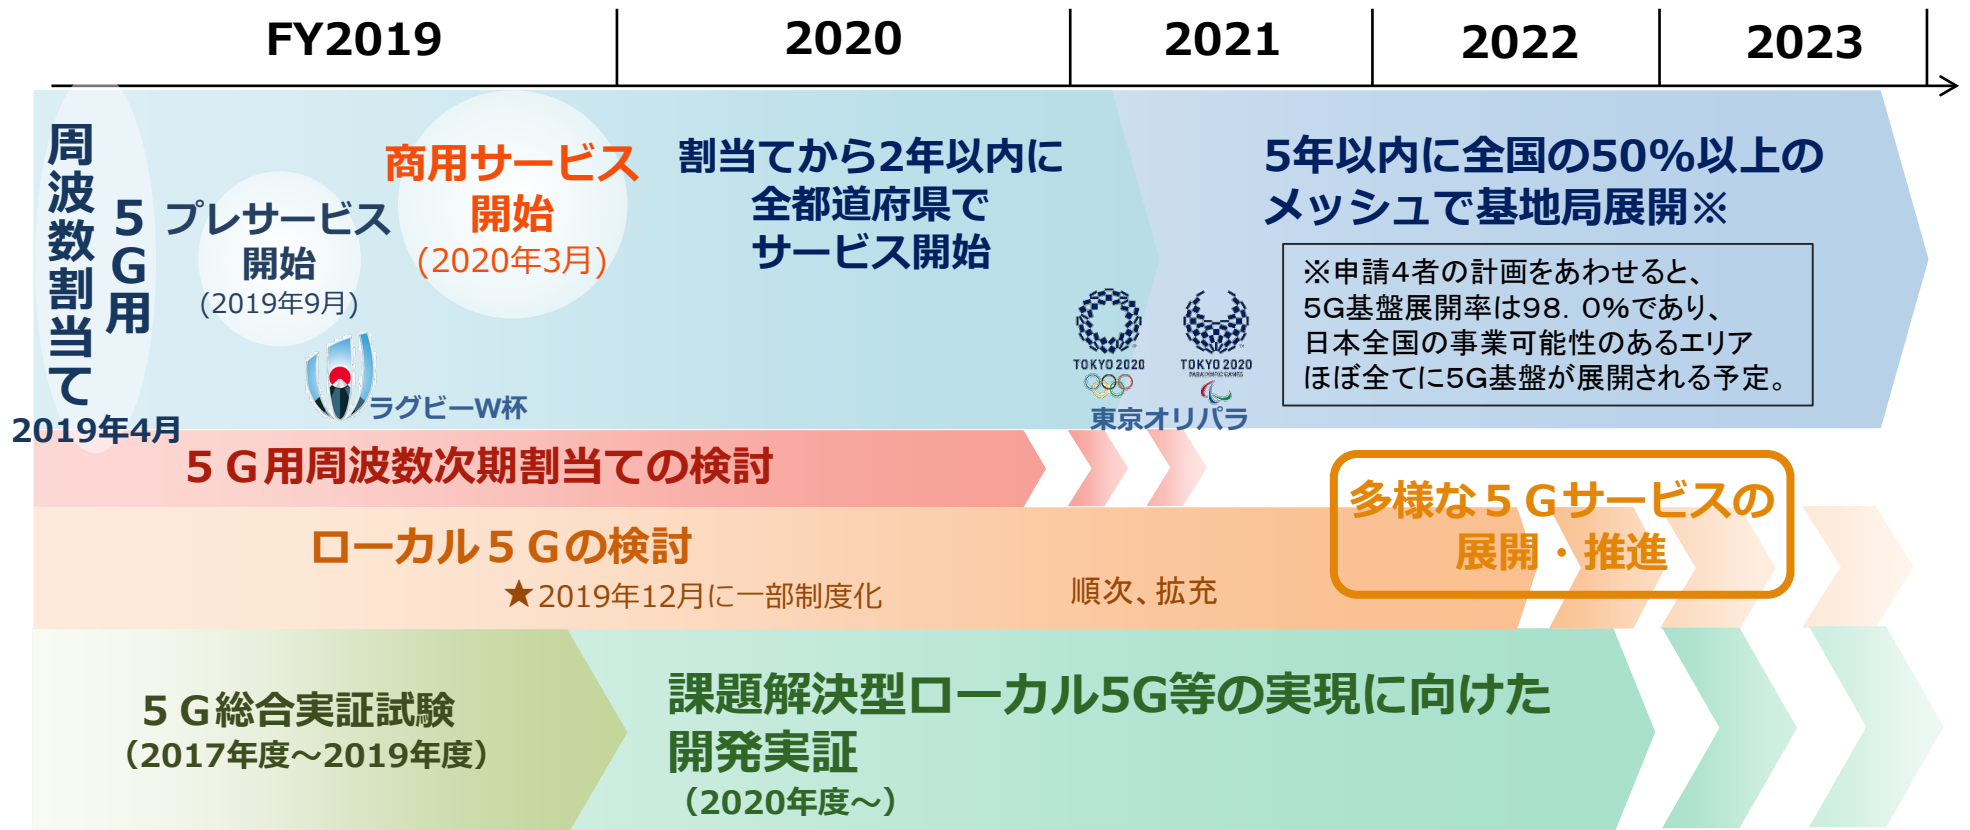 FY2019
2020
2021
2022
2023
5G用
周波数割当て
2019年4月
プレサービス
開始
(2019年9月)
商用サービス
開始
(2020年3月)
ラグビーW杯
割当てから2年以内に
全都道府県で
サービス開始
TOKYO 2020
TOKYO 2020
PARALYMPIC GAMES
東京オリパラ
5年以内に全国の50%以上の
メッシュで基地局展開※
※申請4者の計画をあわせると、
5G基盤展開率は98.0%であり、
日本全国の事業可能性のあるエリア
ほぼ全てに5G基盤が展開される予定。
5G用周波数次期割当ての検討
ローカル5Gの検討
★2019年12月に一部制度化
順次、拡充
多様な5Gサービスの
展開・推進
5G総合実証試験
（2017年度～2019年度）
課題解決型ローカル5G等の実現に向けた
開発実証
（2020年度～）